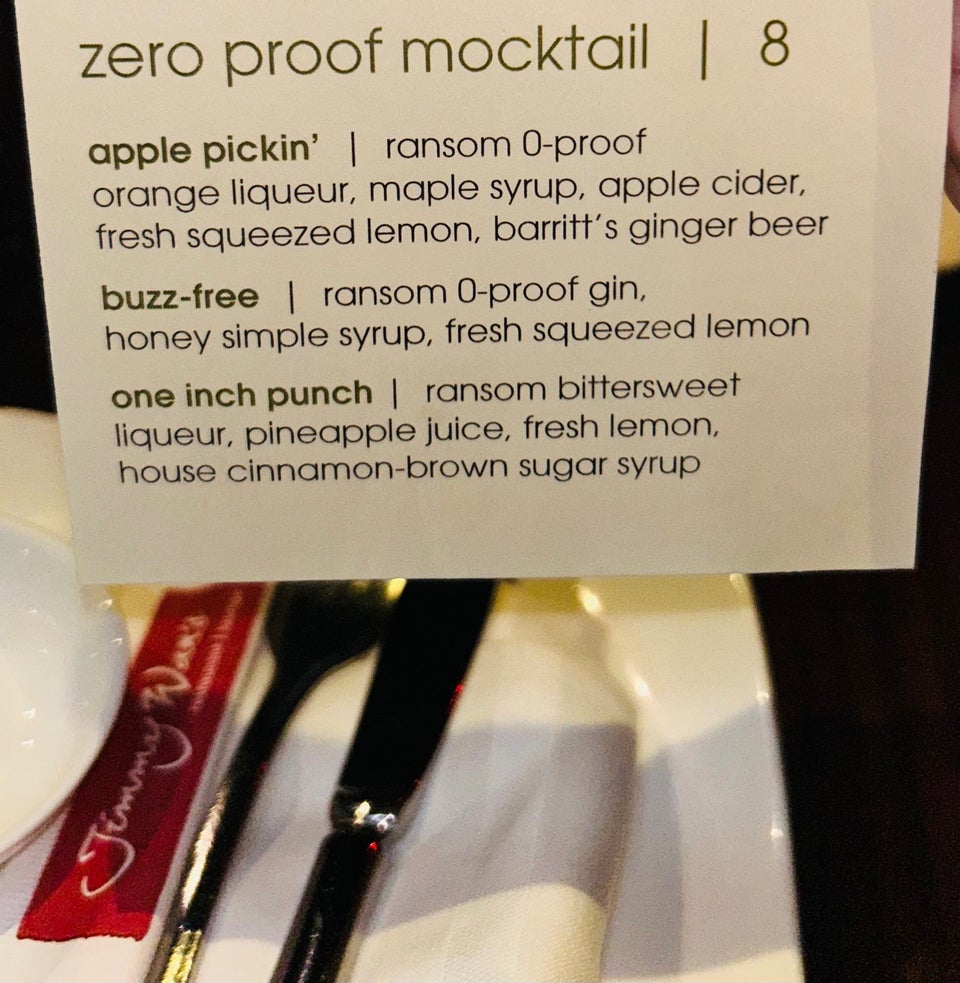 zero proof mocktail | 8
apple pickin' | ransom 0-proof
orange liqueur, maple syrup, apple cider,
fresh squeezed lemon, barritt's ginger beer
buzz-free | ransom 0-proof gin,
honey simple syrup, fresh squeezed lemon
one inch punch | ransom bittersweet
liqueur, pineapple juice, fresh lemon,
house cinnamon-brown sugar syrup
Jimmy Wan's